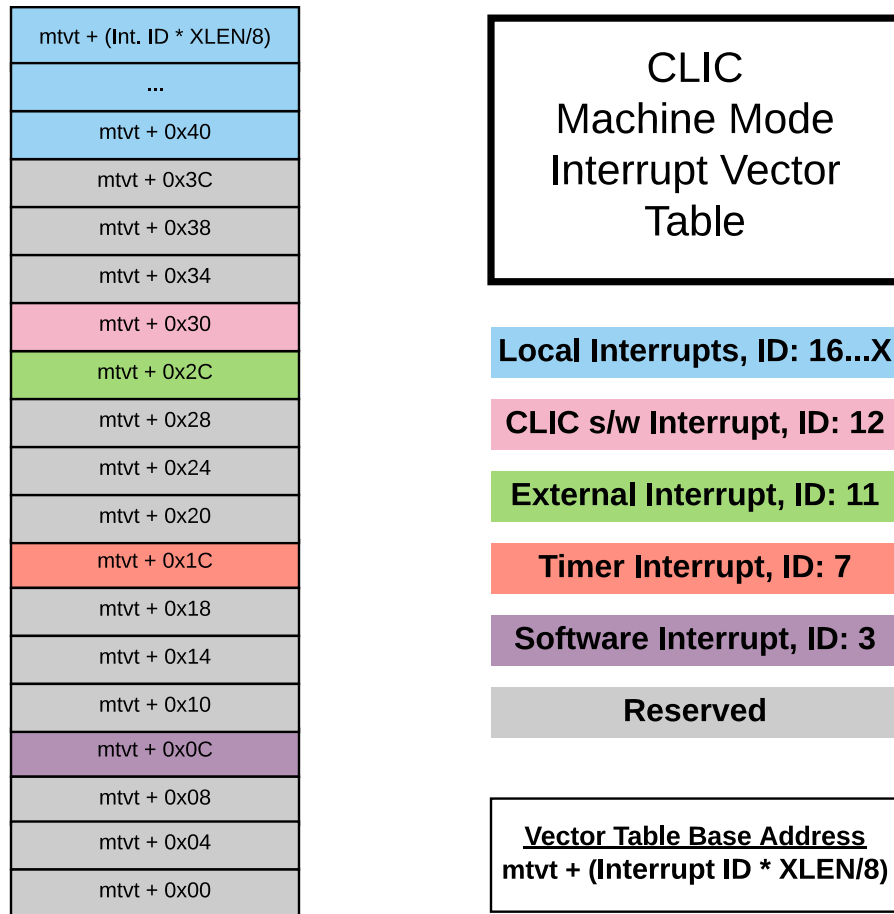 mtvt + (Int. ID * XLEN/8)
...
mtvt + 0x40
mtvt + 0x3C
mtvt + 0x38
mtvt + 0x34
mtvt + 0x30
mtvt + 0x2C
mtvt + 0x28
mtvt + 0x24
mtvt + 0x20
mtvt + 0x1C
mtvt + 0x18
mtvt + 0x14
mtvt + 0x10
mtvt + 0x0C
mtvt + 0x08
mtvt + 0x04
mtvt + 0x00
CLIC
Machine Mode
Interrupt Vector
Table
Local Interrupts, ID: 16...X
CLIC s/w Interrupt, ID: 12
External Interrupt, ID: 11
Timer Interrupt, ID: 7
Software Interrupt, ID: 3
Reserved
Vector Table Base Address
mtvt + (Interrupt ID * XLEN/8)